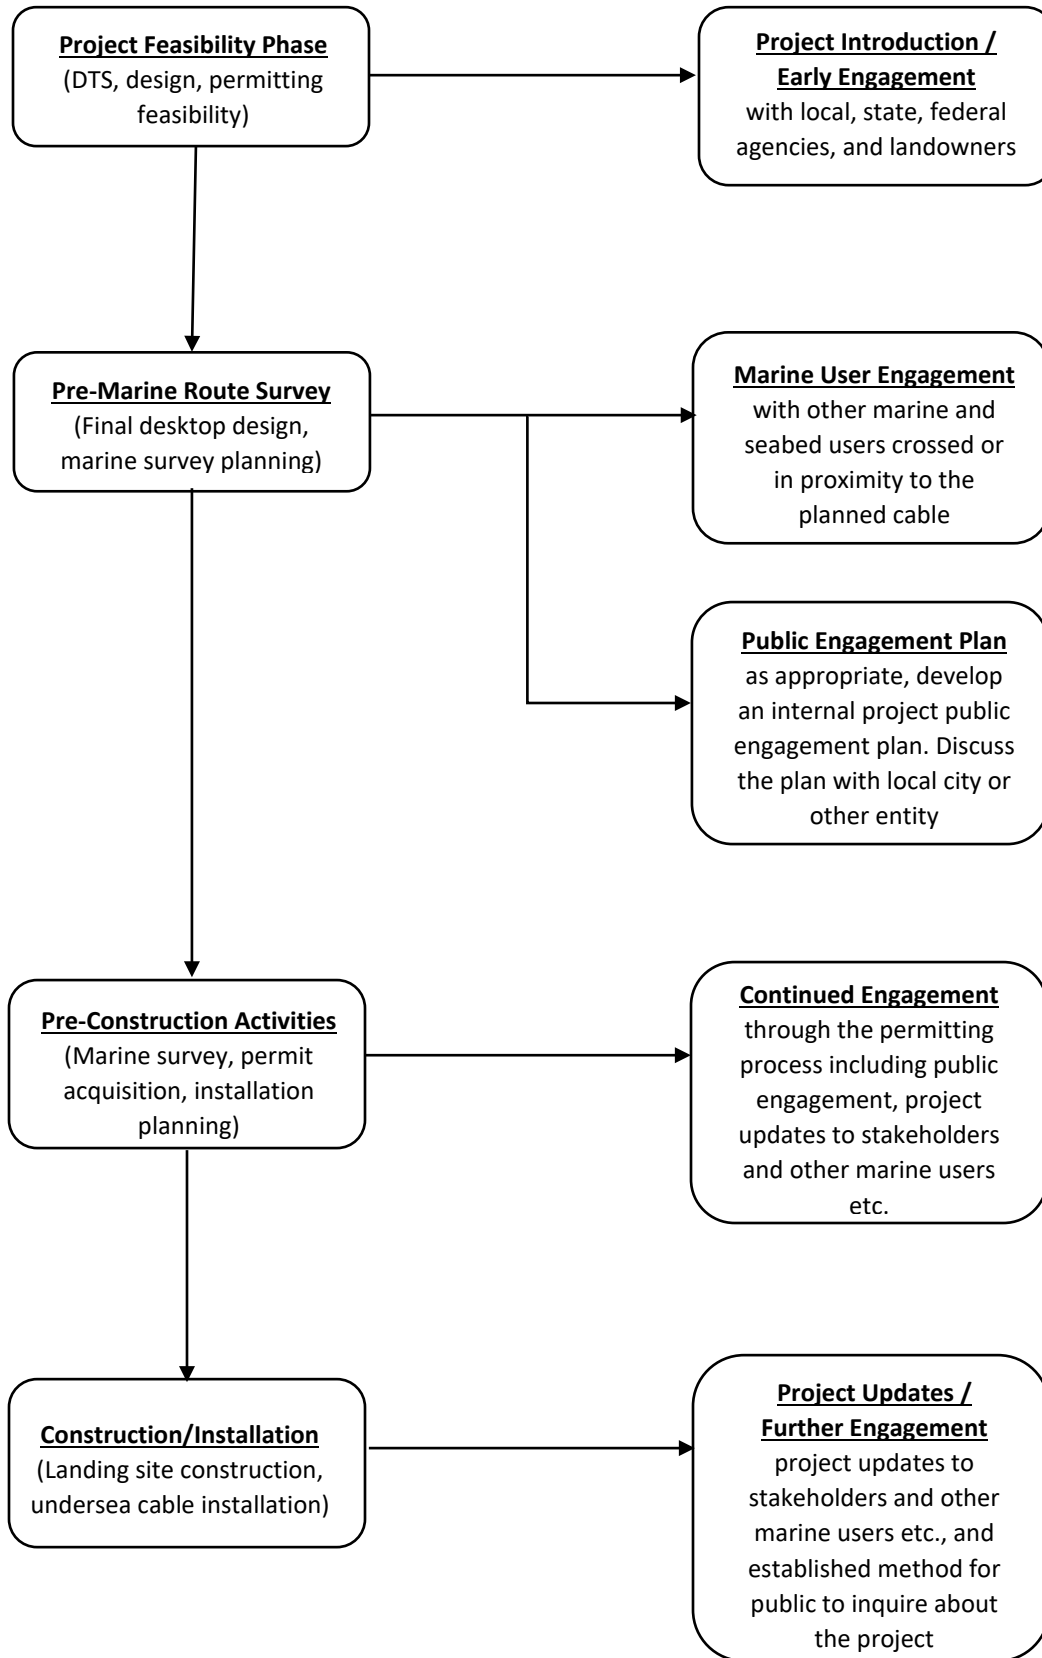 Project Feasibility Phase
(DTS, design, permitting
feasibility)
Project Introduction /
Early Engagement
with local, state, federal
agencies, and landowners
Pre-Marine Route Survey
(Final desktop design,
marine survey planning)
Marine User Engagement
with other marine and
seabed users crossed or
in proximity to the
planned cable
Public Engagement Plan
as appropriate, develop
an internal project public
engagement plan. Discuss
the plan with local city or
other entity
Pre-Construction Activities
(Marine survey, permit
acquisition, installation
planning)
Continued Engagement
through the permitting
process including public
engagement, project
updates to stakeholders
and other marine users
etc.
Construction/Installation
(Landing site construction,
undersea cable installation)
Project Updates /
Further Engagement
project updates to
stakeholders and other
marine users etc., and
established method for
public to inquire about
the project